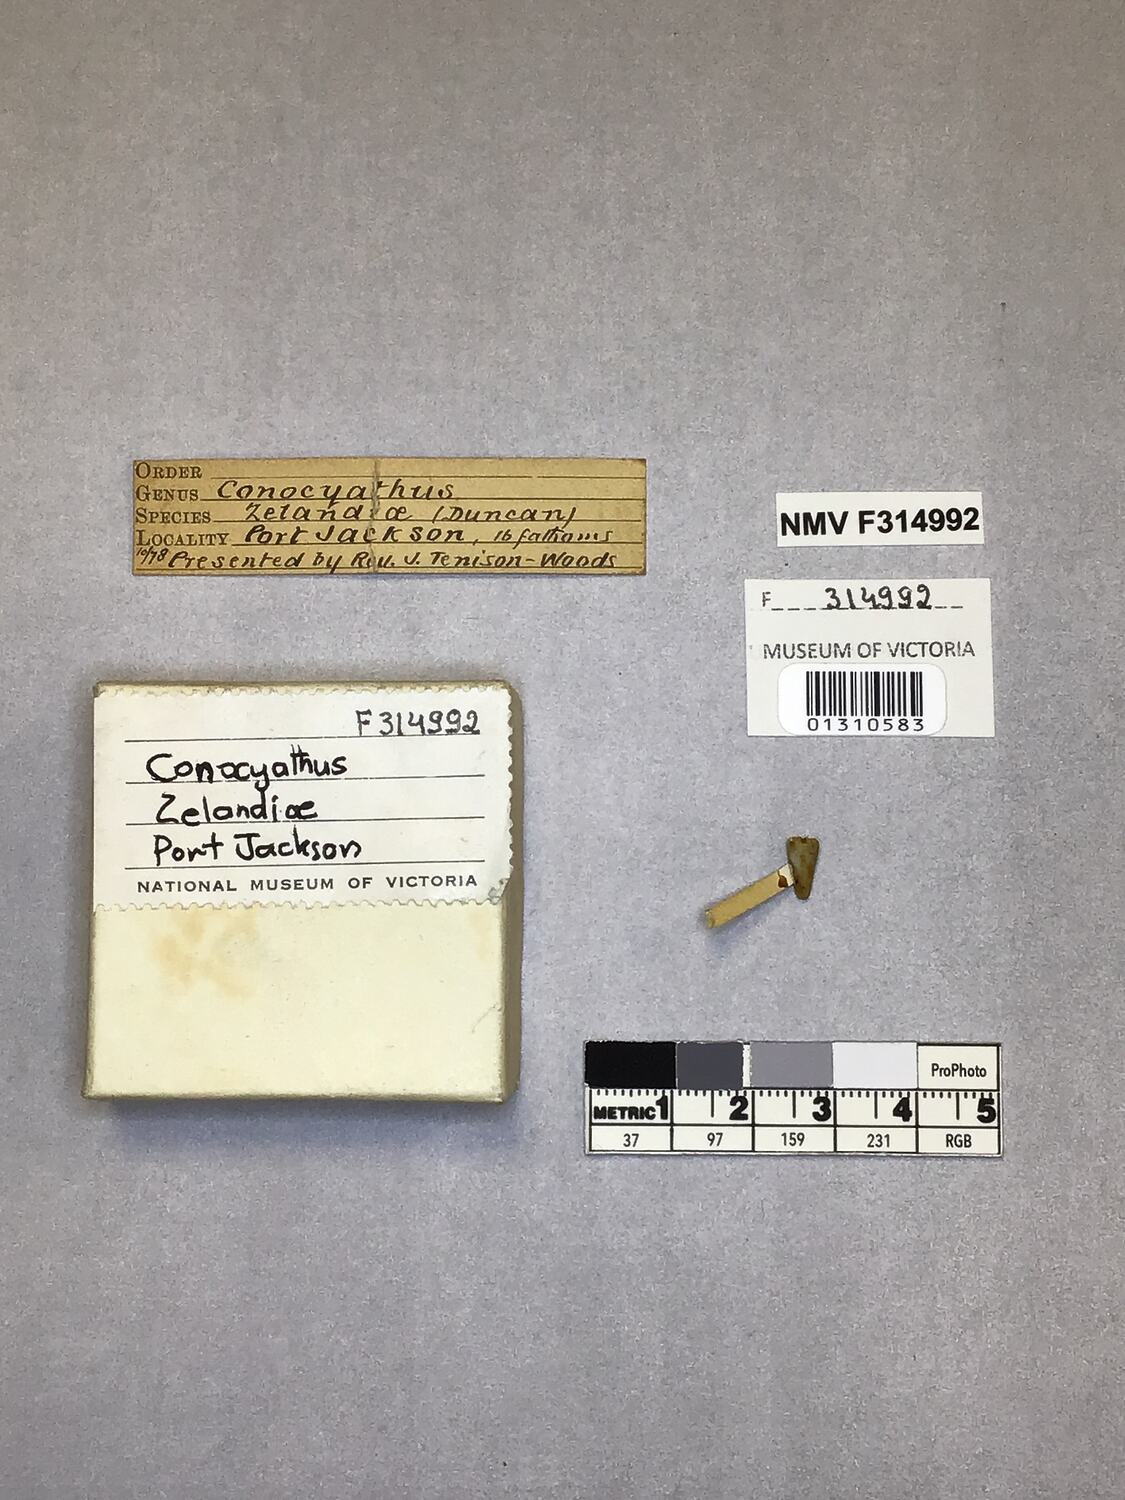 ORDER
GENUS Conocyathus
SPECIES Zelandiæ (Duncan)
LOCALITY Port Jackson, 16 fathoms
10/78 Presented by Rev. J. Tenison-Woods
NMV F314992
F 314992
MUSEUM OF VICTORIA
01310583
F314992
Conocyathus
Zelandiæ
Port Jackson
NATIONAL MUSEUM OF VICTORIA
ProPhoto
METRIC 1 2 3 4 5
37 97 159 231 RGB